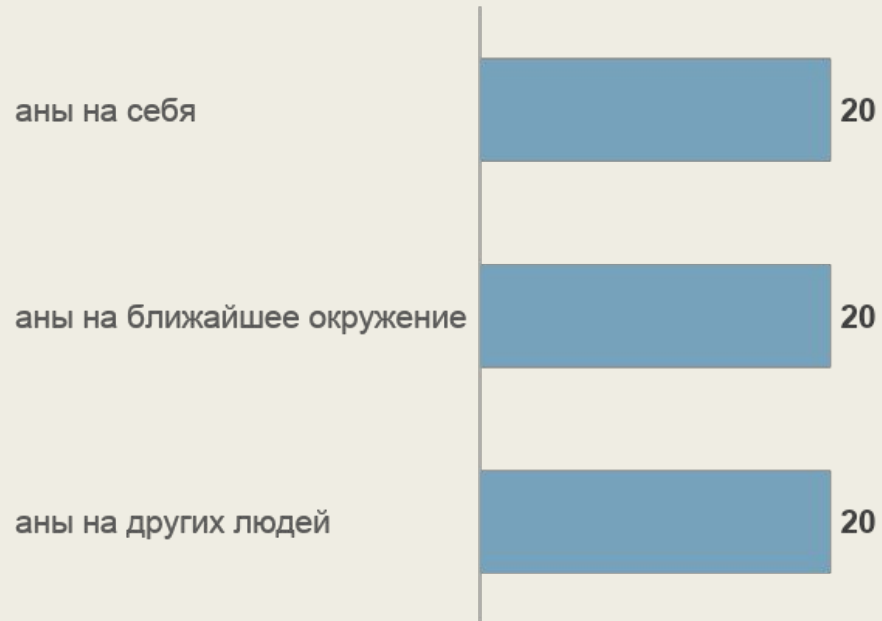 аны на себя 20
аны на ближайшее окружение 20
аны на других людей 20